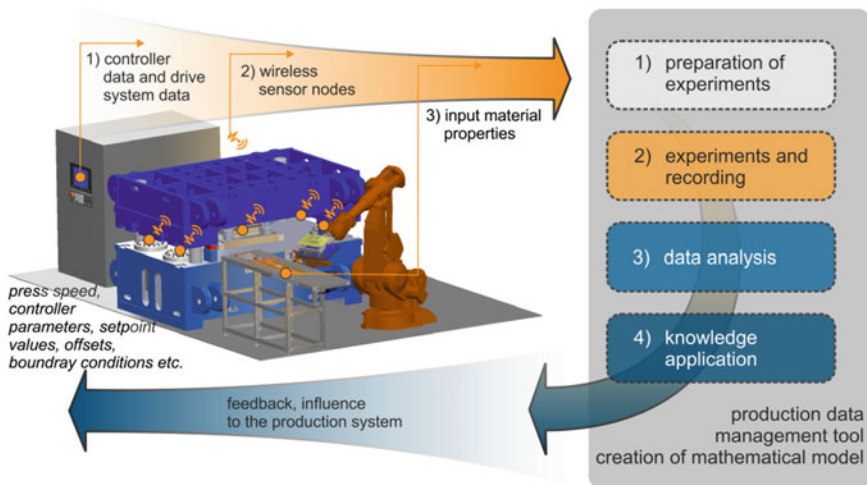 1) controller
data and drive
system data
2) wireless
sensor nodes
3) input material
properties
press speed,
controller
parameters, setpoint
values, offsets,
boundray conditions etc.
feedback, influence
to the production system
1) preparation of
experiments
2) experiments and
recording
3) data analysis
4) knowledge
application
production data
management tool
creation of mathematical model